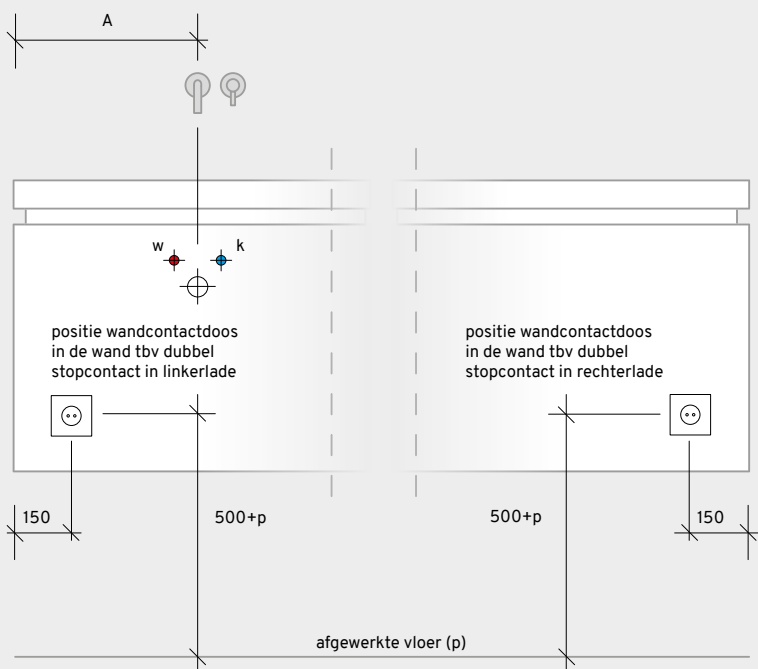 A
w
k
positie wandcontactdoos
in de wand tbv dubbel
stopcontact in linkerlade
positie wandcontactdoos
in de wand tbv dubbel
stopcontact in rechterlade
150
500+p
500+p
150
afgewerkte vloer (p)